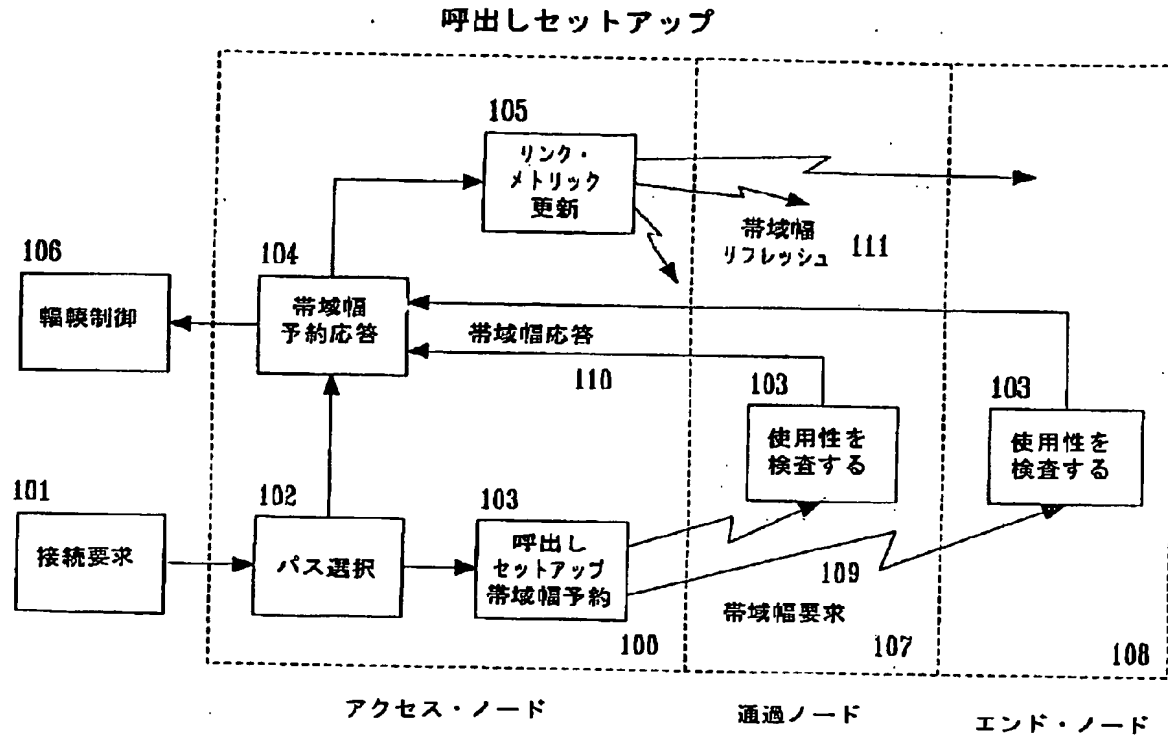 呼出しセットアップ
105
リンク・
メトリック
更新
帯域幅
リフレッシュ
111
106
輻輳制御
104
帯域幅
予約応答
帯域幅応答
110
103
使用性を
検査する
103
使用性を
検査する
101
接続要求
102
パス選択
103
呼出し
セットアップ
帯域幅予約
109
帯域幅要求
100
107
108
アクセス・ノード
通過ノード
エンド・ノード